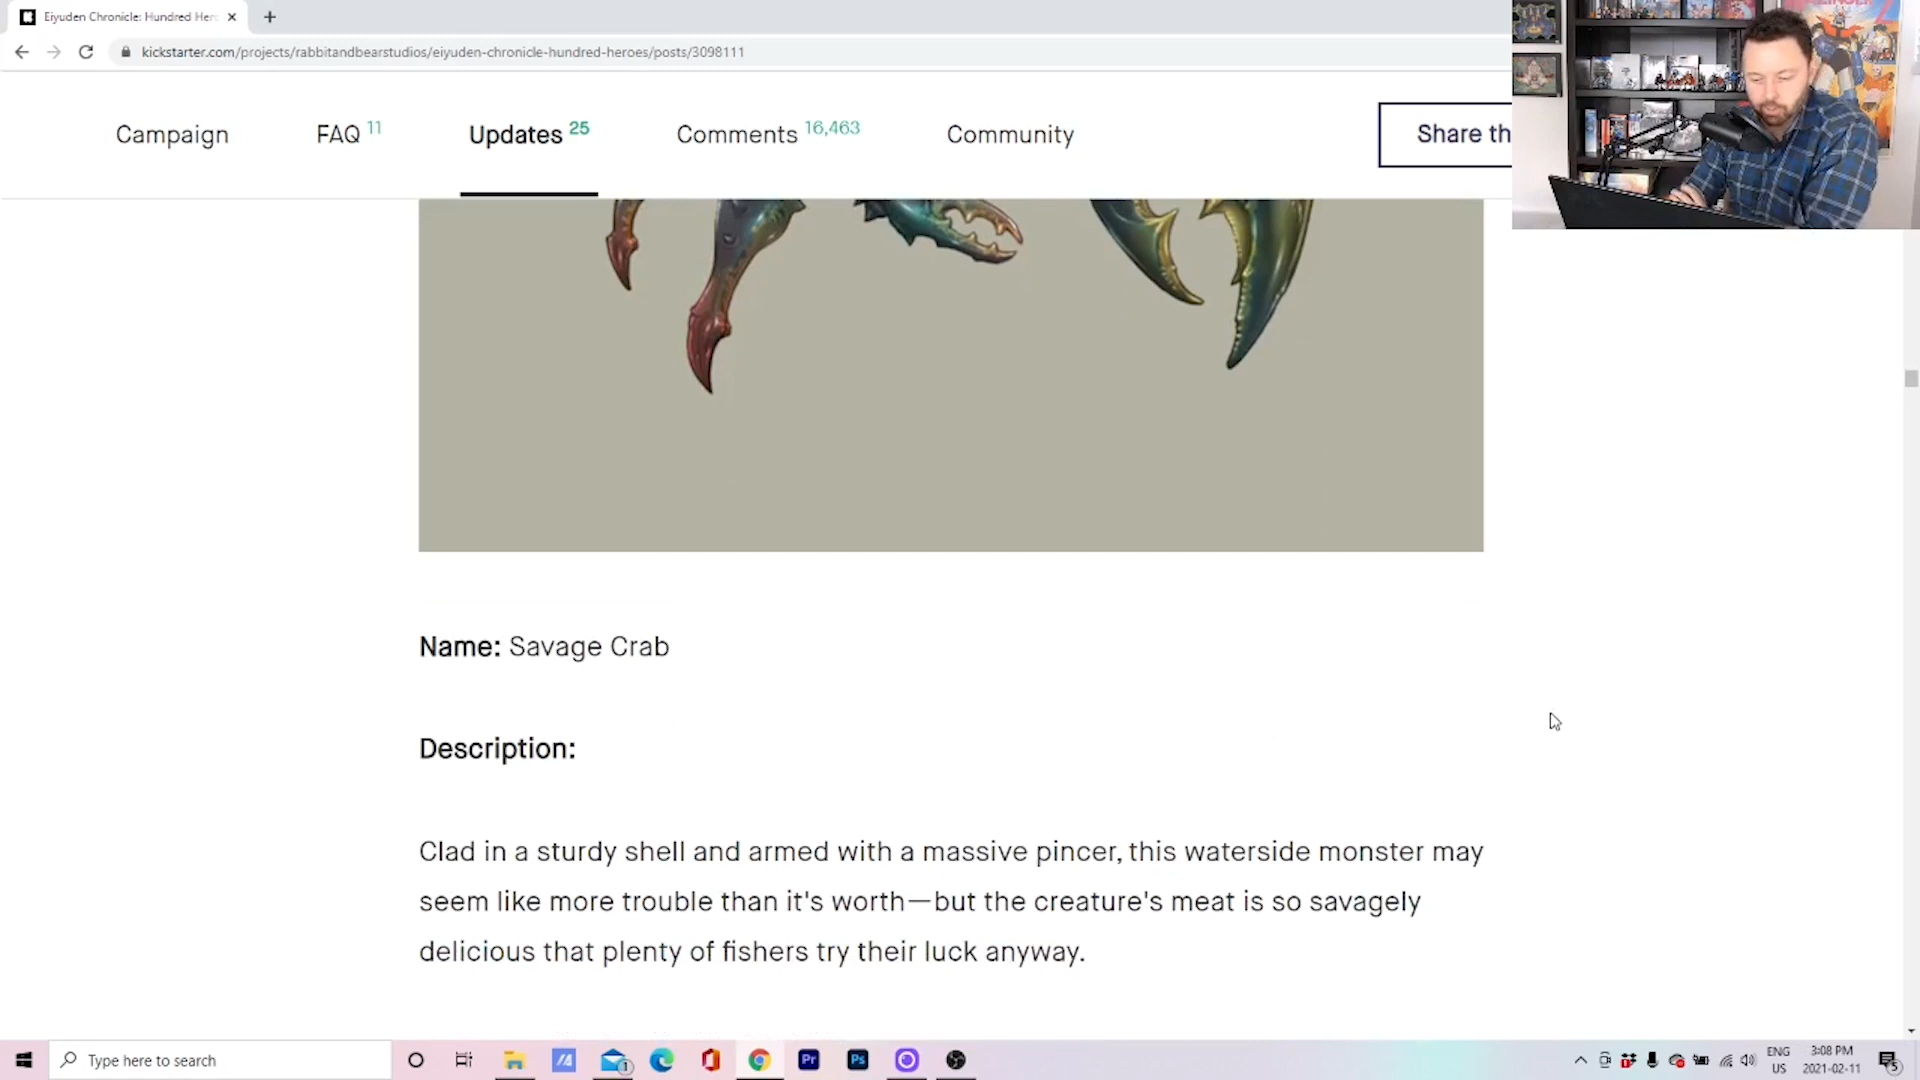 Eiyuden Chronicle: Hundred Her
kickstarter.com/projects/rabbitandbearstudios/eiyuden-chronicle-hundred-heroes/posts/3098111
Campaign FAQ 11 Updates 25 Comments 16,463 Community Share th
Name: Savage Crab
Description:
Clad in a sturdy shell and armed with a massive pincer, this waterside monster may
seem like more trouble than it's worth—but the creature's meat is so savagely
delicious that plenty of fishers try their luck anyway.
Type here to search
Pr
Ps
ENG
US
3:08 PM
2021-02-11